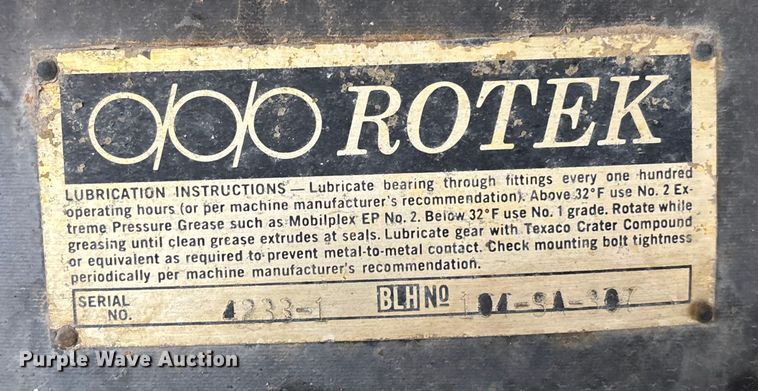 ROTEK
LUBRICATION INSTRUCTIONS — Lubricate bearing through fittings every one hundred
operating hours (or per machine manufacturer's recommendation). Above 32°F use No. 2 Ex-
treme Pressure Grease such as Mobilplex EP No. 2. Below 32°F use No. 1 grade. Rotate while
greasing until clean grease extrudes at seals. Lubricate gear with Texaco Crater Compound
or equivalent as required to prevent metal-to-metal contact. Check mounting bolt tightness
periodically per machine manufacturer's recommendation.
SERIAL NO. 4233-1 BLH Nº
Purple Wave Auction